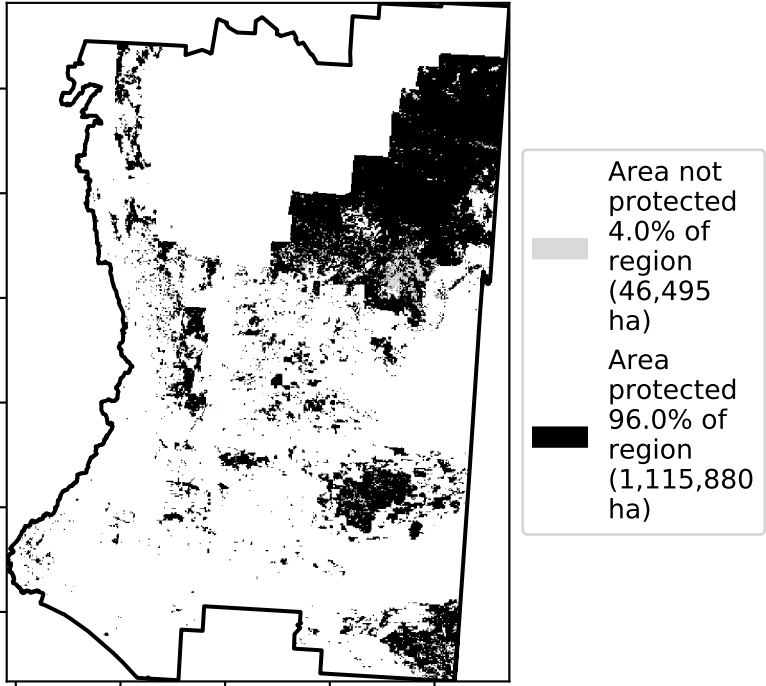 Area not
protected
4.0% of
region
(46,495
ha)
Area
protected
96.0% of
region
(1,115,880
ha)